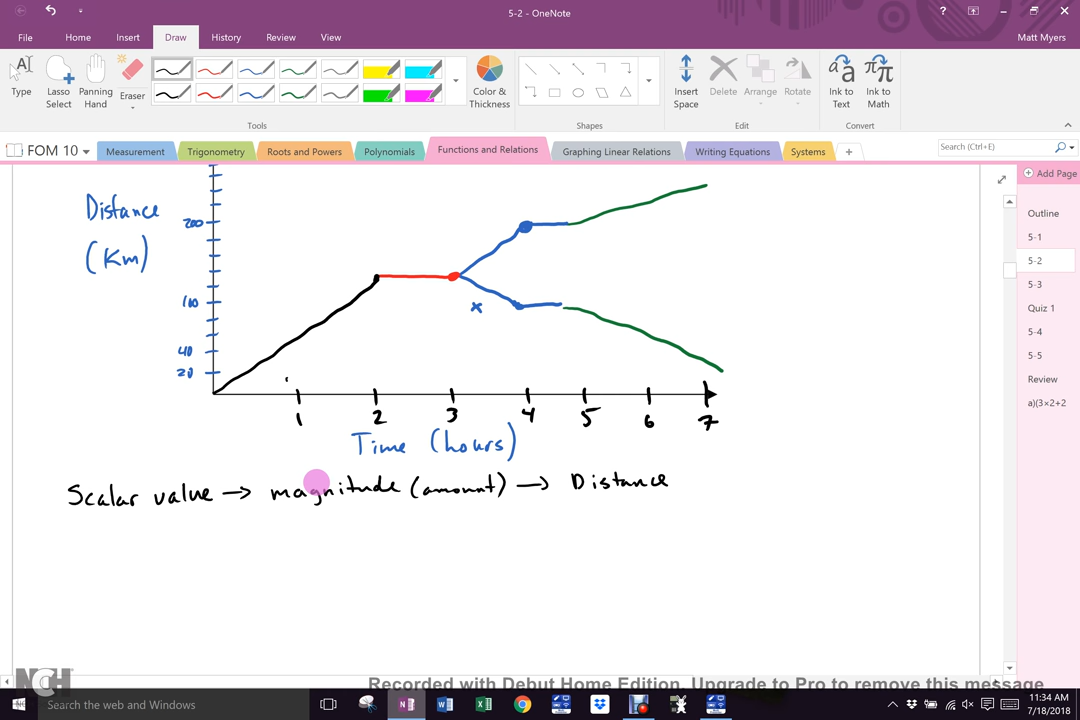 5-2 - OneNote
Matt Myers
File Home Insert Draw History Review View
Type Lasso Select Panning Hand Eraser Color & Thickness Insert Space Delete Arrange Rotate Ink to Text Ink to Math
Tools Shapes Edit Convert
FOM 10 Measurement Trigonometry Roots and Powers Polynomials Functions and Relations Graphing Linear Relations Writing Equations Systems Search (Ctrl+E)
Add Page
Outline
5-1
5-2
5-3
Quiz 1
5-4
5-5
Review
a)(3×2+2
Distance
(Km)
200
100
40
20
x
1 2 3 4 5 6 7
Time (hours)
Scalar value → magnitude (amount) → Distance
NCH
Recorded with Debut Home Edition. Upgrade to Pro to remove this message
Search the web and Windows
11:34 AM
7/18/2018